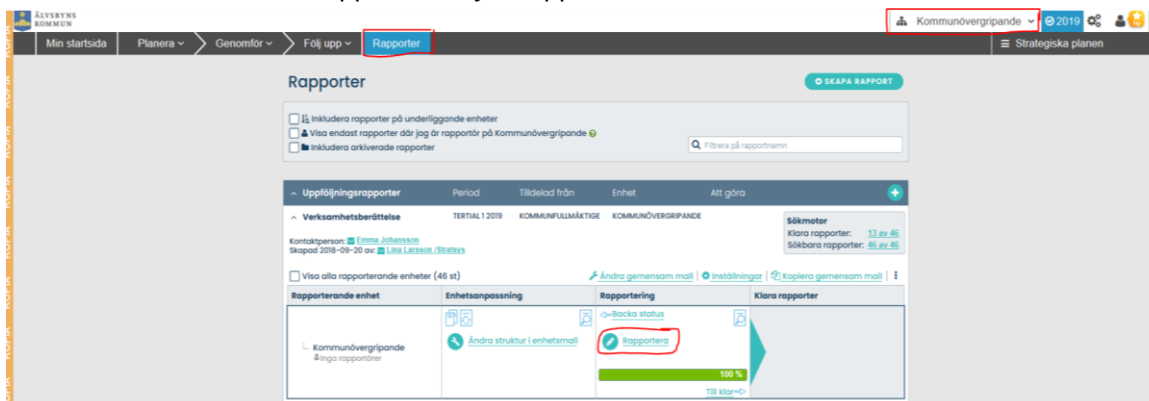 ÄLVSBYNS
KOMMUN
Kommunövergripande
2019
Min startsida
Planera
Genomför
Följ upp
Rapporter
Strategiska planen
Rapporter
SKAPA RAPPORT
Inkludera rapporter på underliggande enheter
Visa endast rapporter där jag är rapportör på Kommunövergripande
Inkludera arkiverade rapporter
Filtrera på rapportnamn
Uppföljningsrapporter Period Tilldelad från Enhet Att göra
Verksamhetsberättelse TERTIAL 1 2019 KOMMUNFULLMÄKTIGE KOMMUNÖVERGRIPANDE
Sökmotor
Klara rapporter: 13 av 46
Sökbara rapporter: 46 av 46
Kontaktperson: Emma Johansson
Skapad 2018-09-20 av: Lina Larsson /Stratsys
Visa alla rapporterande enheter (46 st)
Ändra gemensam mall | Inställningar | Kopiera gemensam mall |
Rapporterande enhet Enhetsanpassning Rapportering Klara rapporter
Backa status
Kommunövergripande
Inga rapportörer
Ändra struktur i enhetsmall
Rapportera
100 %
Till klar
KOPIA
KOPIA
KOPIA
KOPIA